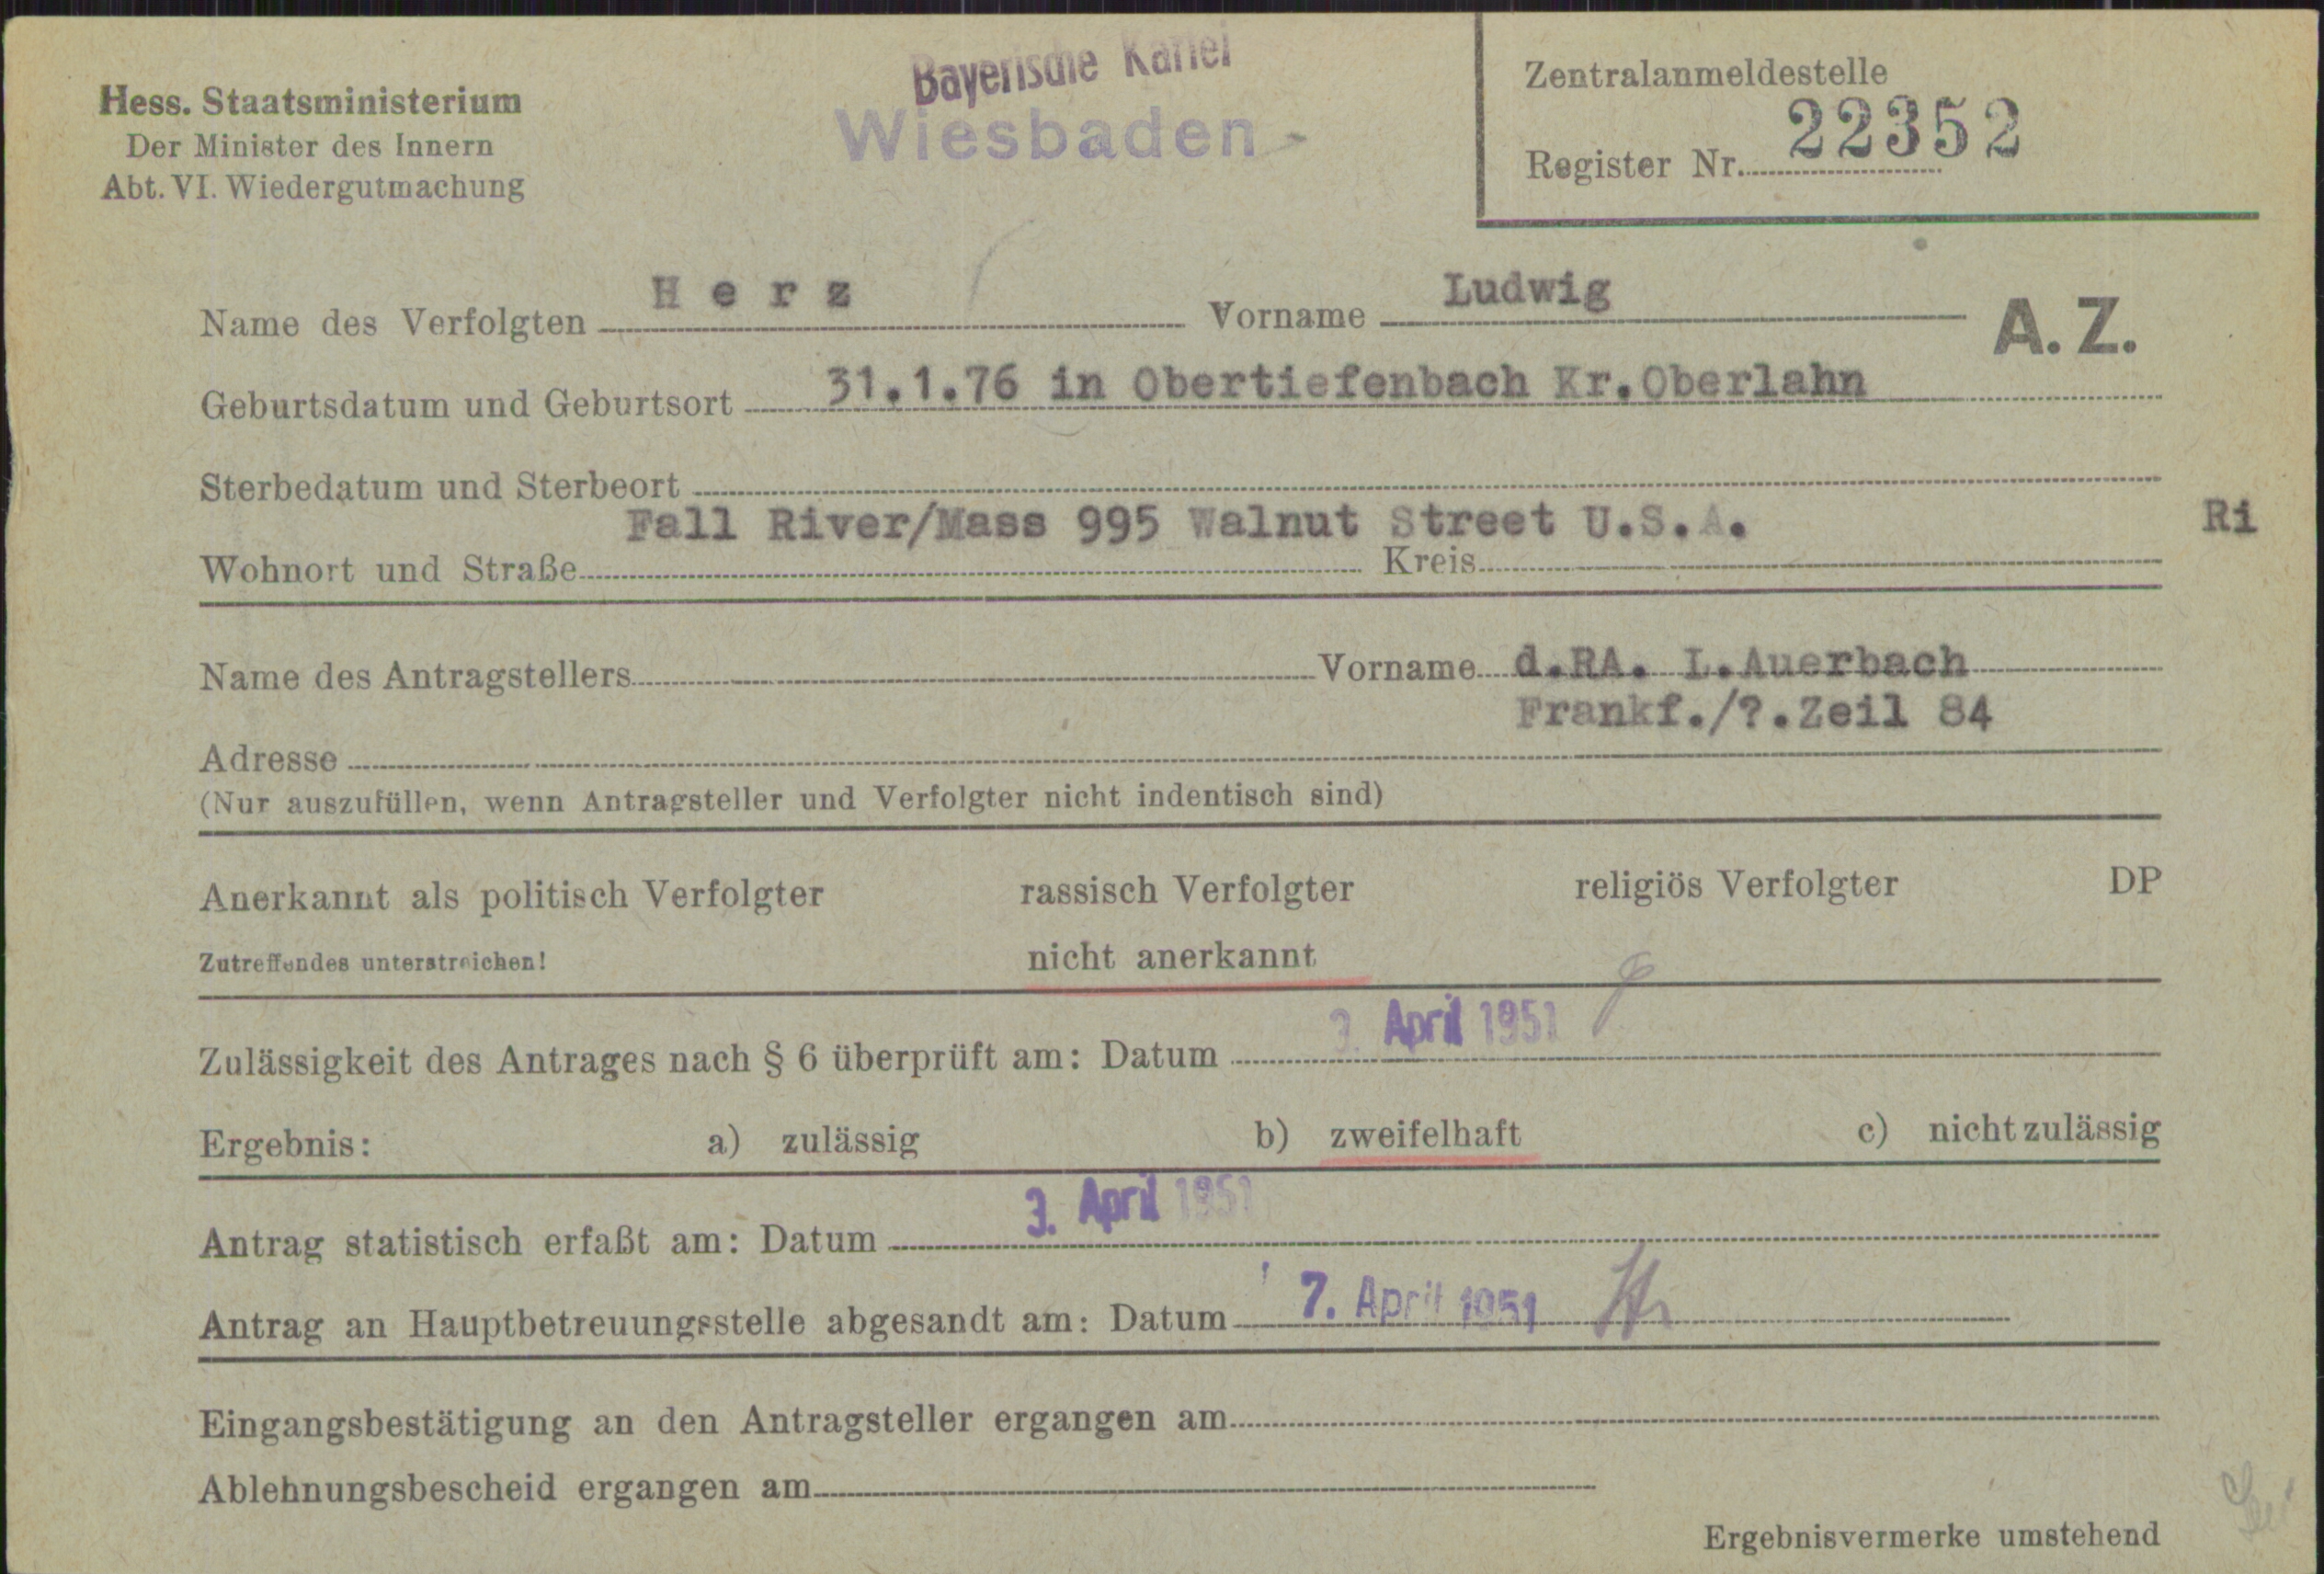 Bayerische Kartei
Wiesbaden
Hess. Staatsministerium
Der Minister des Innern
Abt. VI. Wiedergutmachung
Zentralanmeldestelle
Register Nr. 22352
Name des Verfolgten Herz Vorname Ludwig
A. Z.
Geburtsdatum und Geburtsort 31.1.76 in Obertiefenbach Kr.Oberlahn
Sterbedatum und Sterbeort
Fall River/Mass 995 Walnut Street U.S.A. Ri
Wohnort und Straße Kreis
Name des Antragstellers Vorname d.RA. L.Auerbach
Frankf./?.Zeil 84
Adresse
(Nur auszufüllen, wenn Antragsteller und Verfolgter nicht indentisch sind)
Anerkannt als politisch Verfolgter rassisch Verfolgter religiös Verfolgter DP
Zutreffendes unterstreichen! nicht anerkannt
Zulässigkeit des Antrages nach § 6 überprüft am: Datum 3. April 1951
Ergebnis: a) zulässig b) zweifelhaft c) nicht zulässig
Antrag statistisch erfaßt am: Datum 3. April 1951
Antrag an Hauptbetreuungsstelle abgesandt am: Datum 7. April 1951
Eingangsbestätigung an den Antragsteller ergangen am
Ablehnungsbescheid ergangen am
Ergebnisvermerke umstehend